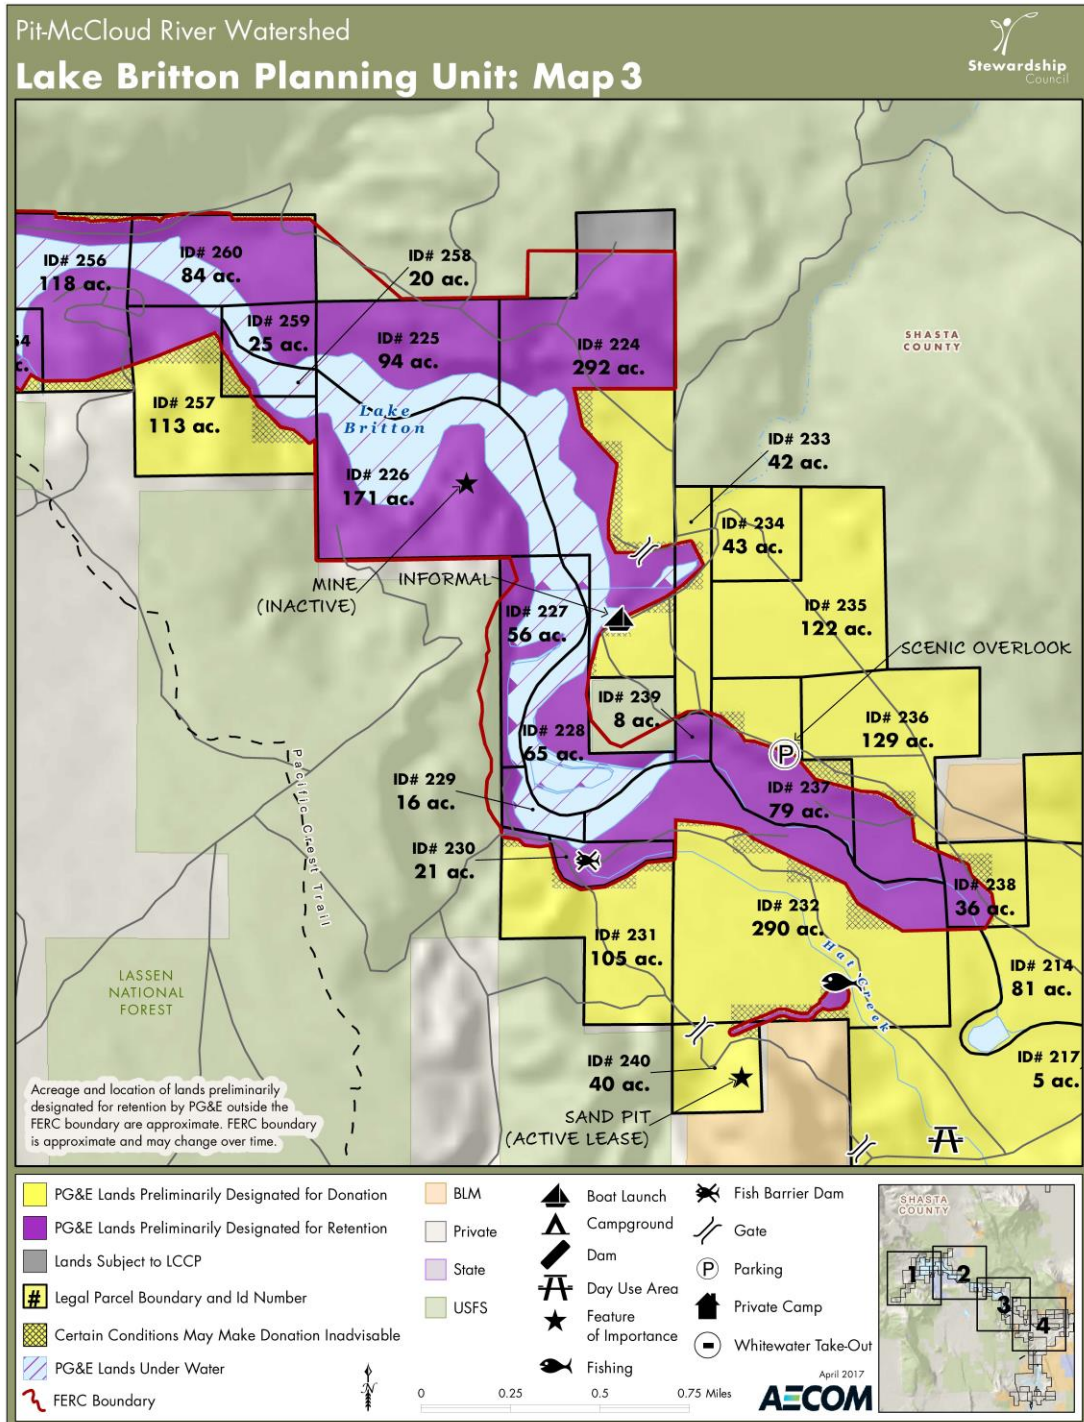 Pit-McCloud River Watershed
Lake Britton Planning Unit: Map 3
Stewardship
Council
ID# 256
118 ac.
ID# 260
84 ac.
ID# 258
20 ac.
ID# 259
25 ac.
ID# 225
94 ac.
ID# 224
292 ac.
SHASTA
COUNTY
54
c.
ID# 257
113 ac.
Lake
Britton
ID# 233
42 ac.
ID# 226
171 ac.
ID# 234
43 ac.
MINE
(INACTIVE)
INFORMAL
ID# 227
56 ac.
ID# 235
122 ac.
SCENIC OVERLOOK
ID# 239
8 ac.
ID# 228
65 ac.
ID# 236
129 ac.
P
Pacific Crest Trail
ID# 229
16 ac.
ID# 237
79 ac.
ID# 230
21 ac.
ID# 238
36 ac.
ID# 232
290 ac.
ID# 231
105 ac.
Hat Creek
LASSEN
NATIONAL
FOREST
ID# 214
81 ac.
ID# 217
5 ac.
ID# 240
40 ac.
SAND PIT
(ACTIVE LEASE)
Acreage and location of lands preliminarily
designated for retention by PG&E outside the
FERC boundary are approximate. FERC boundary
is approximate and may change over time.
PG&E Lands Preliminarily Designated for Donation
PG&E Lands Preliminarily Designated for Retention
Lands Subject to LCCP
# Legal Parcel Boundary and Id Number
Certain Conditions May Make Donation Inadvisable
PG&E Lands Under Water
FERC Boundary
BLM
Private
State
USFS
Boat Launch
Campground
Dam
Day Use Area
Feature
of Importance
Fishing
Fish Barrier Dam
Gate
P Parking
Private Camp
Whitewater Take-Out
N
0 0.25 0.5 0.75 Miles
April 2017
AECOM
SHASTA
COUNTY
1
2
3
4